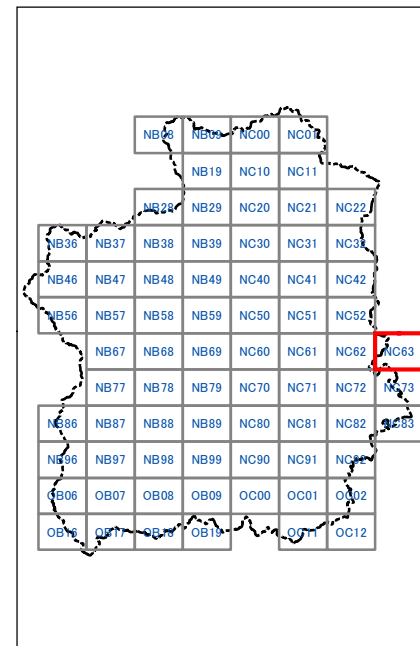 NB08 NB09 NC00 NC01
NB19 NC10 NC11
NB28 NB29 NC20 NC21 NC22
NB36 NB37 NB38 NB39 NC30 NC31 NC32
NB46 NB47 NB48 NB49 NC40 NC41 NC42
NB56 NB57 NB58 NB59 NC50 NC51 NC52
NB67 NB68 NB69 NC60 NC61 NC62 NC63
NB77 NB78 NB79 NC70 NC71 NC72 NC73
NB86 NB87 NB88 NB89 NC80 NC81 NC82 NC83
NB96 NB97 NB98 NB99 NC90 NC91 NC92
OB06 OB07 OB08 OB09 OC00 OC01 OC02
OB16 OB17 OB18 OB19 OC11 OC12